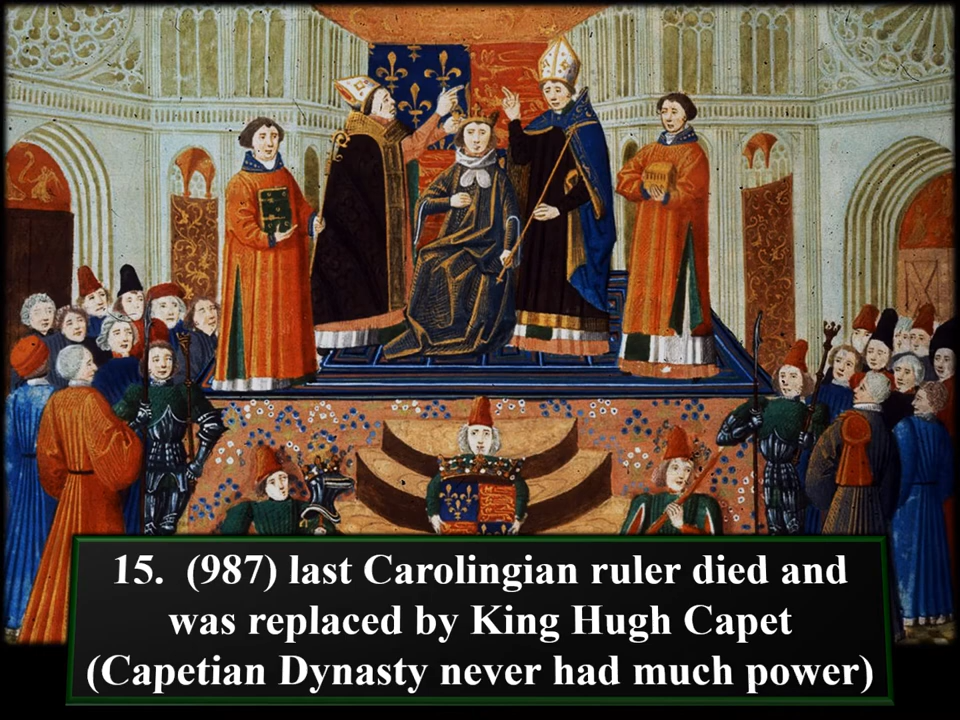 15.  (987) last Carolingian ruler died and
was replaced by King Hugh Capet
(Capetian Dynasty never had much power)